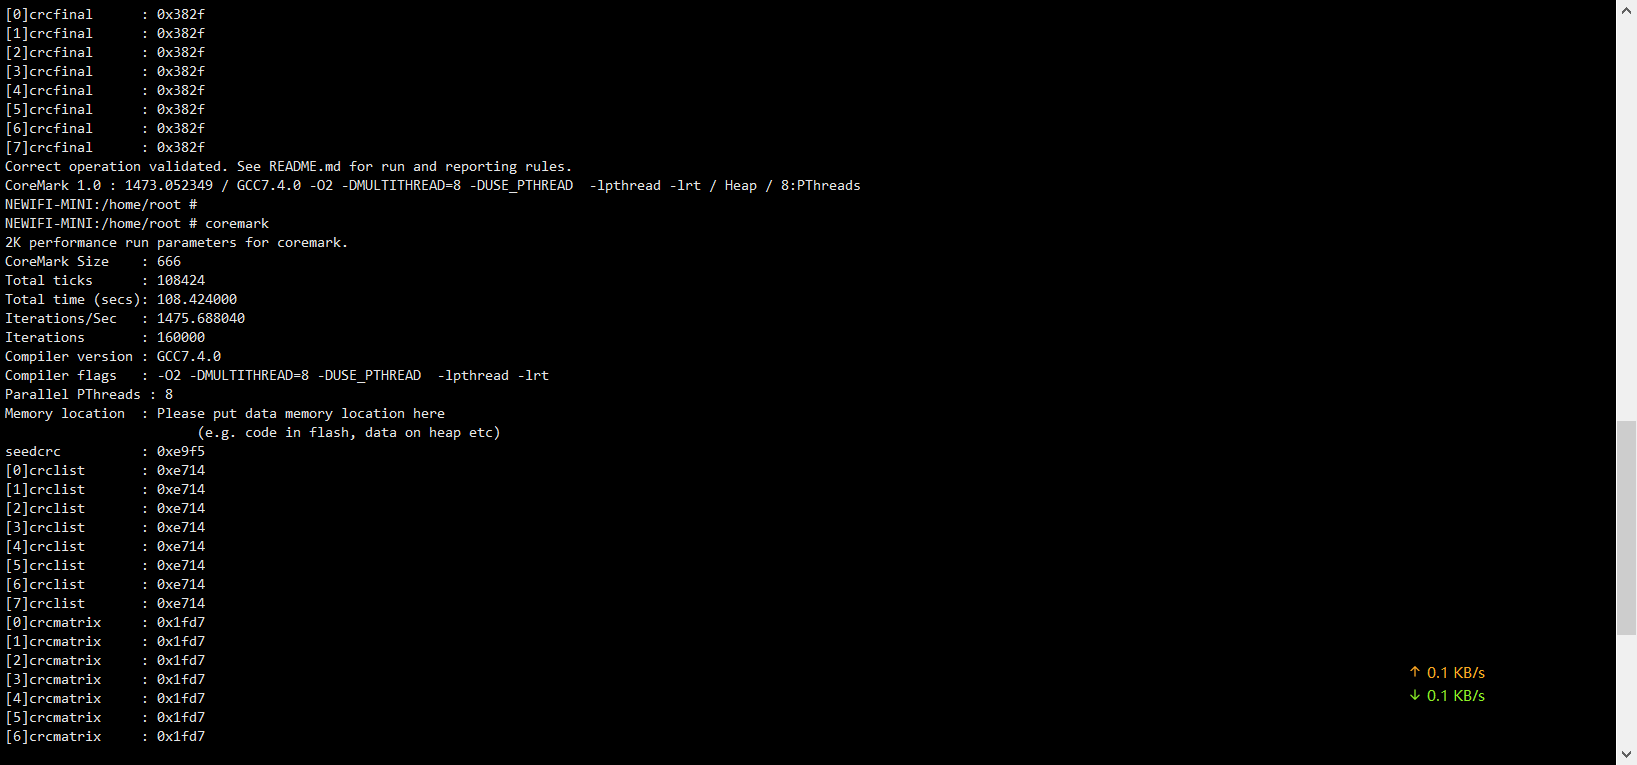 [0]crcfinal      : 0x382f
[1]crcfinal      : 0x382f
[2]crcfinal      : 0x382f
[3]crcfinal      : 0x382f
[4]crcfinal      : 0x382f
[5]crcfinal      : 0x382f
[6]crcfinal      : 0x382f
[7]crcfinal      : 0x382f
Correct operation validated. See README.md for run and reporting rules.
CoreMark 1.0 : 1473.052349 / GCC7.4.0 -O2 -DMULTITHREAD=8 -DUSE_PTHREAD  -lpthread -lrt / Heap / 8:PThreads
NEWIFI-MINI:/home/root #
NEWIFI-MINI:/home/root # coremark
2K performance run parameters for coremark.
CoreMark Size    : 666
Total ticks      : 108424
Total time (secs): 108.424000
Iterations/Sec   : 1475.688040
Iterations       : 160000
Compiler version : GCC7.4.0
Compiler flags   : -O2 -DMULTITHREAD=8 -DUSE_PTHREAD  -lpthread -lrt
Parallel PThreads : 8
Memory location  : Please put data memory location here
                        (e.g. code in flash, data on heap etc)
seedcrc          : 0xe9f5
[0]crclist       : 0xe714
[1]crclist       : 0xe714
[2]crclist       : 0xe714
[3]crclist       : 0xe714
[4]crclist       : 0xe714
[5]crclist       : 0xe714
[6]crclist       : 0xe714
[7]crclist       : 0xe714
[0]crcmatrix     : 0x1fd7
[1]crcmatrix     : 0x1fd7
[2]crcmatrix     : 0x1fd7
[3]crcmatrix     : 0x1fd7
[4]crcmatrix     : 0x1fd7
[5]crcmatrix     : 0x1fd7
[6]crcmatrix     : 0x1fd7
↑ 0.1 KB/s
↓ 0.1 KB/s